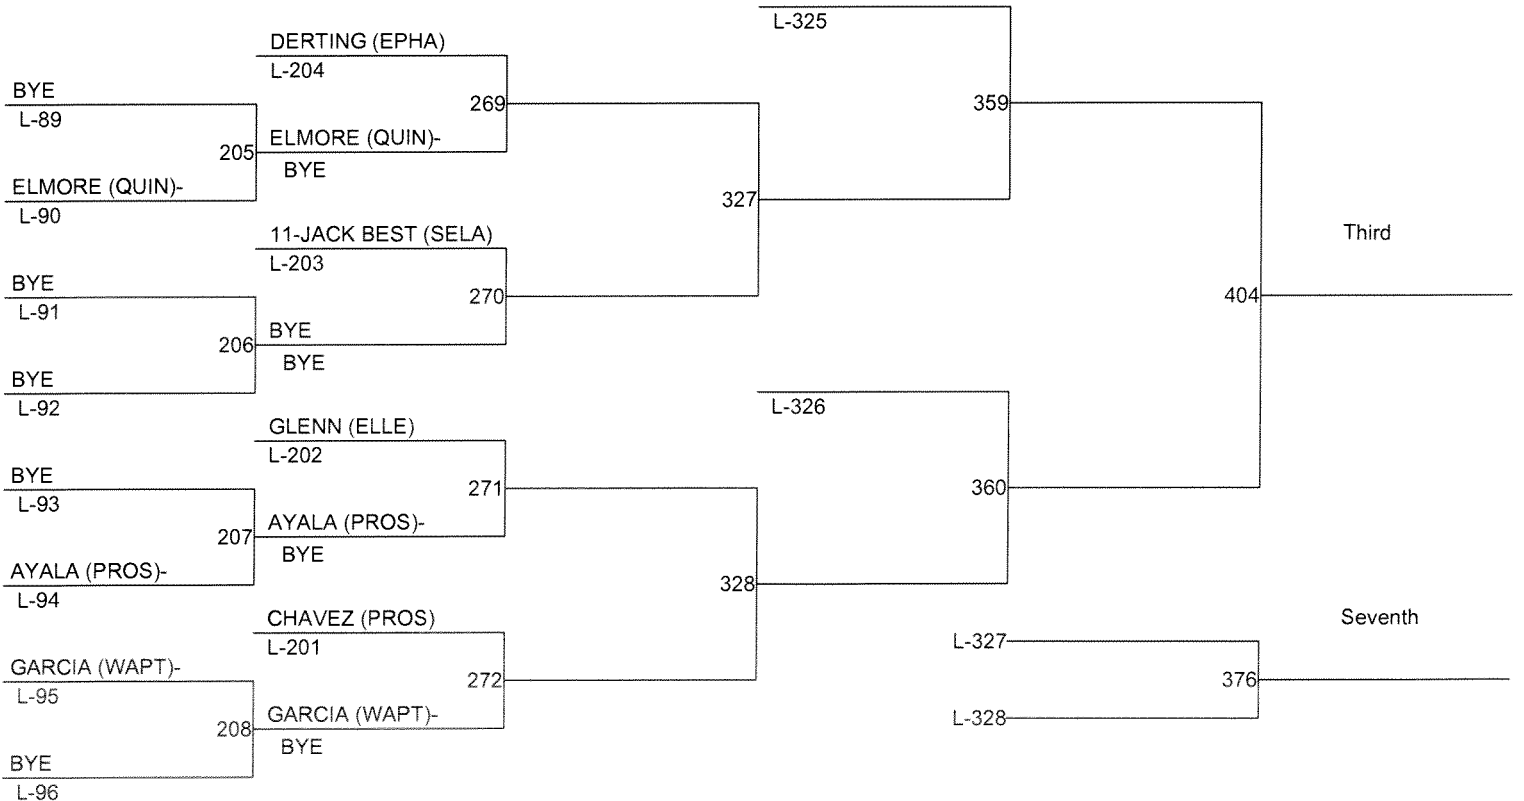 L-325
DERTING (EPHA)
L-204
BYE
L-89
269
359
ELMORE (QUIN)-
205
BYE
ELMORE (QUIN)-
L-90
327
11-JACK BEST (SELA)
L-203
Third
BYE
L-91
270
404
BYE
206
BYE
BYE
L-92
L-326
GLENN (ELLE)
L-202
BYE
L-93
271
360
AYALA (PROS)-
207
BYE
AYALA (PROS)-
L-94
328
CHAVEZ (PROS)
L-201
Seventh
L-327
GARCIA (WAPT)-
L-95
272
376
GARCIA (WAPT)-
L-328
208
BYE
BYE
L-96